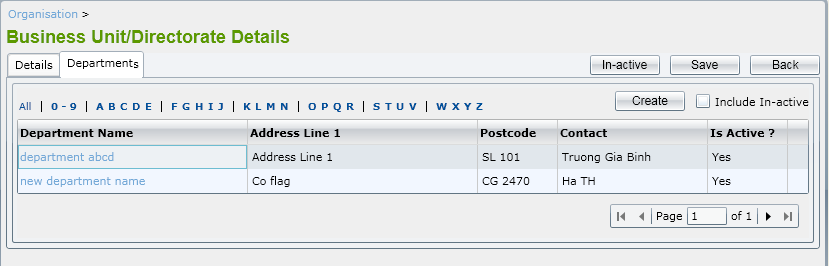 Organisation >
Business Unit/Directorate Details
Details Departments In-active Save Back
All | 0 - 9 | A B C D E | F G H I J | K L M N | O P Q R | S T U V | W X Y Z Create Include In-active
Department Name Address Line 1 Postcode Contact Is Active ?
department abcd Address Line 1 SL 101 Truong Gia Binh Yes
new department name Co flag CG 2470 Ha TH Yes
Page 1 of 1